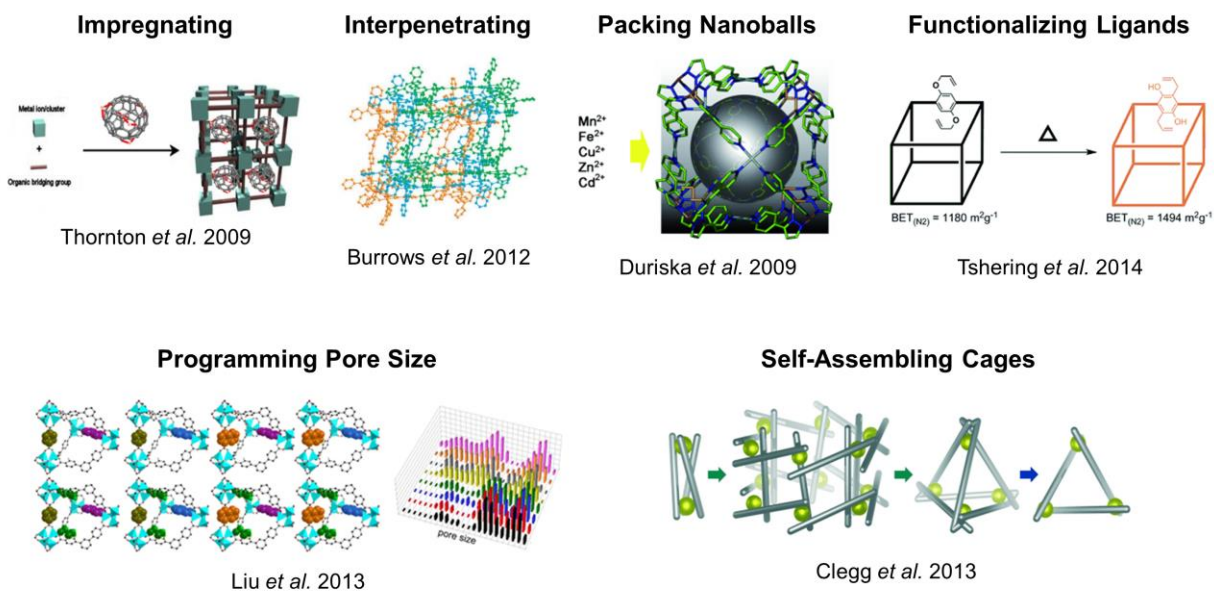 Impregnating
Interpenetrating
Packing Nanoballs
Functionalizing Ligands
Metal ion/cluster
+
Organic bridging group
Mn²⁺
Fe²⁺
Cu²⁺
Zn²⁺
Cd²⁺
O
O
Δ
HO
OH
BET(N2) = 1180 m²g⁻¹
BET(N2) = 1494 m²g⁻¹
Thornton et al. 2009
Burrows et al. 2012
Duriska et al. 2009
Tshering et al. 2014
Programming Pore Size
Self-Assembling Cages
pore size
Liu et al. 2013
Clegg et al. 2013